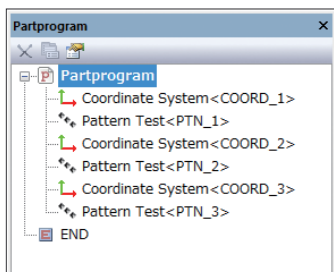 Partprogram
Partprogram
Coordinate System<COORD_1>
Pattern Test<PTN_1>
Coordinate System<COORD_2>
Pattern Test<PTN_2>
Coordinate System<COORD_3>
Pattern Test<PTN_3>
END